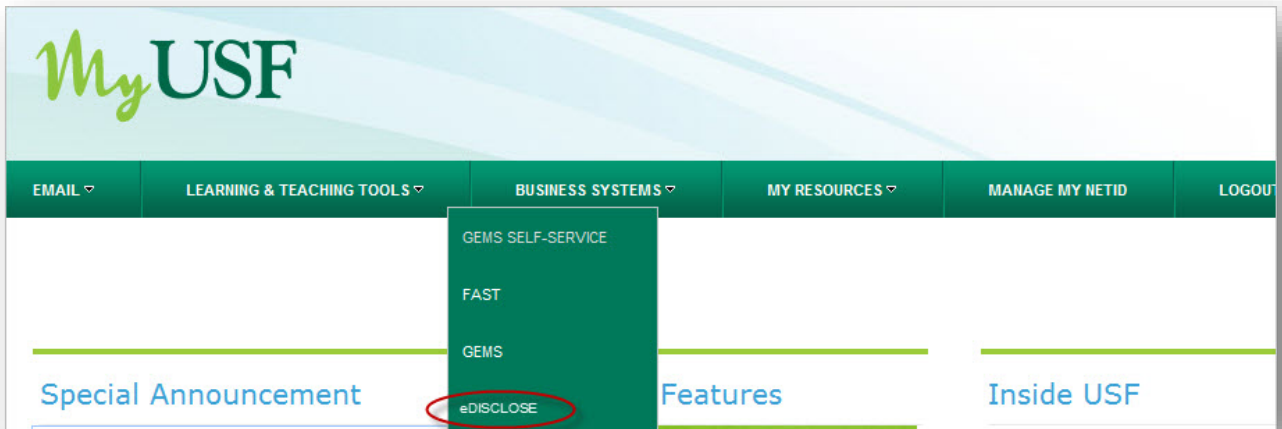 MyUSF
EMAIL LEARNING & TEACHING TOOLS BUSINESS SYSTEMS MY RESOURCES MANAGE MY NETID LOGOUT
GEMS SELF-SERVICE
FAST
GEMS
eDISCLOSE
Special Announcement
Features
Inside USF